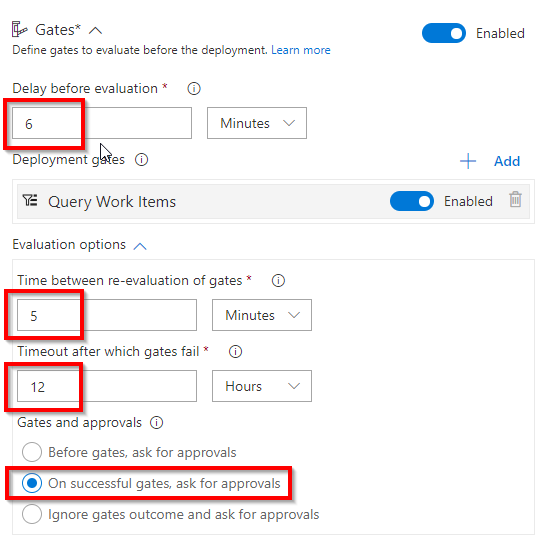 Gates*
Enabled
Define gates to evaluate before the deployment. Learn more
Delay before evaluation *
6
Minutes
Deployment gates
Add
Query Work Items
Enabled
Evaluation options
Time between re-evaluation of gates *
5
Minutes
Timeout after which gates fail *
12
Hours
Gates and approvals
Before gates, ask for approvals
On successful gates, ask for approvals
Ignore gates outcome and ask for approvals